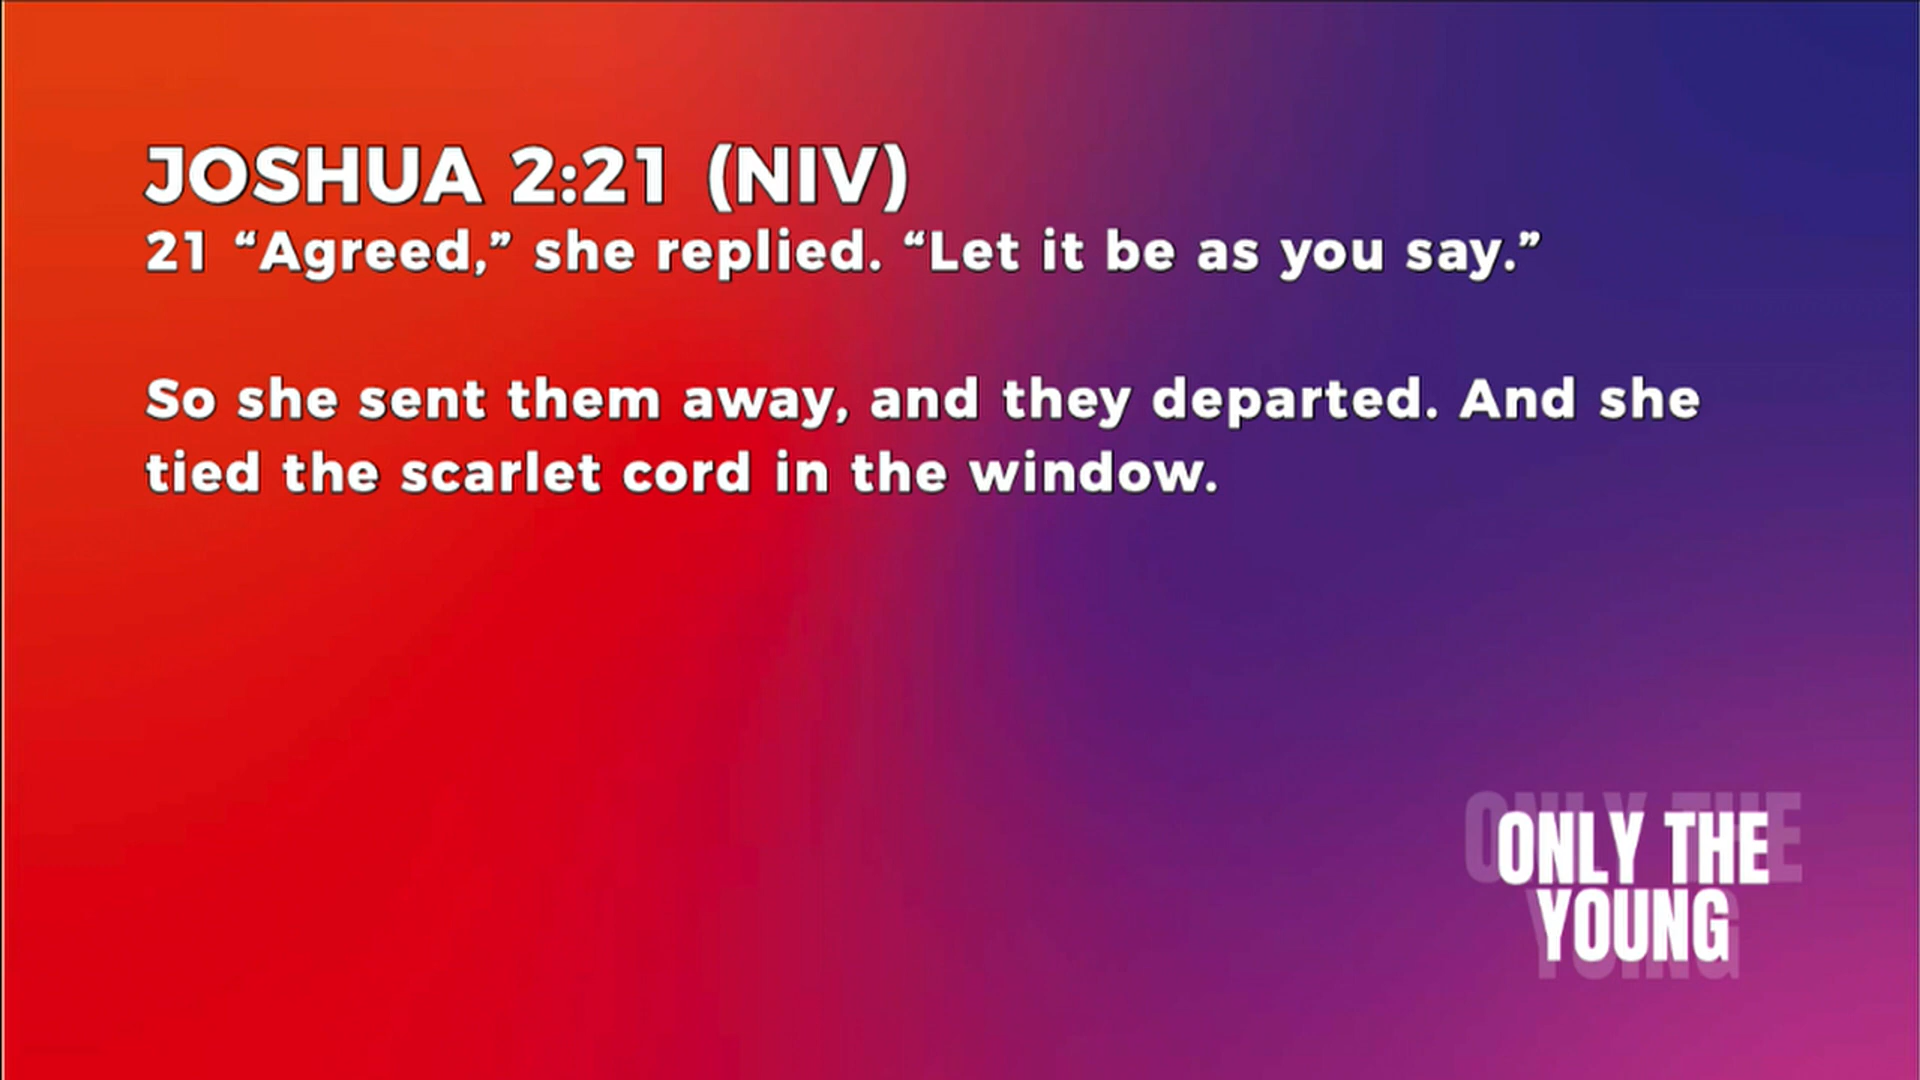 JOSHUA 2:21 (NIV)
21 “Agreed,” she replied. “Let it be as you say.”
So she sent them away, and they departed. And she
tied the scarlet cord in the window.
ONLY THE
YOUNG